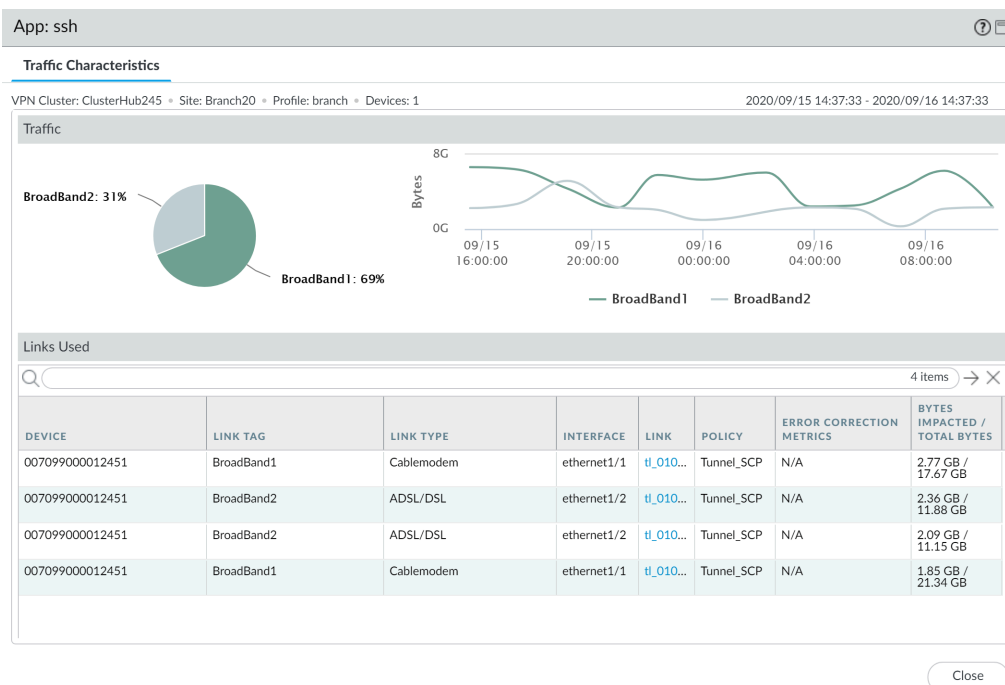 App: ssh
Traffic Characteristics
VPN Cluster: ClusterHub245 • Site: Branch20 • Profile: branch • Devices: 1
2020/09/15 14:37:33 - 2020/09/16 14:37:33
Traffic
BroadBand2: 31%
BroadBand1: 69%
Bytes
8G
0G
09/15 09/15 09/16 09/16 09/16
16:00:00 20:00:00 00:00:00 04:00:00 08:00:00
BroadBand1 BroadBand2
Links Used
4 items
DEVICE LINK TAG LINK TYPE INTERFACE LINK POLICY ERROR CORRECTION METRICS BYTES IMPACTED / TOTAL BYTES
007099000012451 BroadBand1 Cablemodem ethernet1/1 tl_010... Tunnel_SCP N/A 2.77 GB / 17.67 GB
007099000012451 BroadBand2 ADSL/DSL ethernet1/2 tl_010... Tunnel_SCP N/A 2.36 GB / 11.88 GB
007099000012451 BroadBand2 ADSL/DSL ethernet1/2 tl_010... Tunnel_SCP N/A 2.09 GB / 11.15 GB
007099000012451 BroadBand1 Cablemodem ethernet1/1 tl_010... Tunnel_SCP N/A 1.85 GB / 21.34 GB
Close